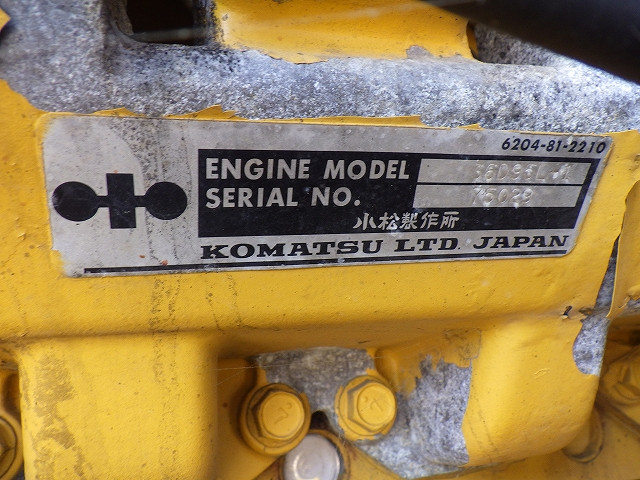 6204-81-2210
ENGINE MODEL
SERIAL NO.
小松製作所
KOMATSU LTD. JAPAN